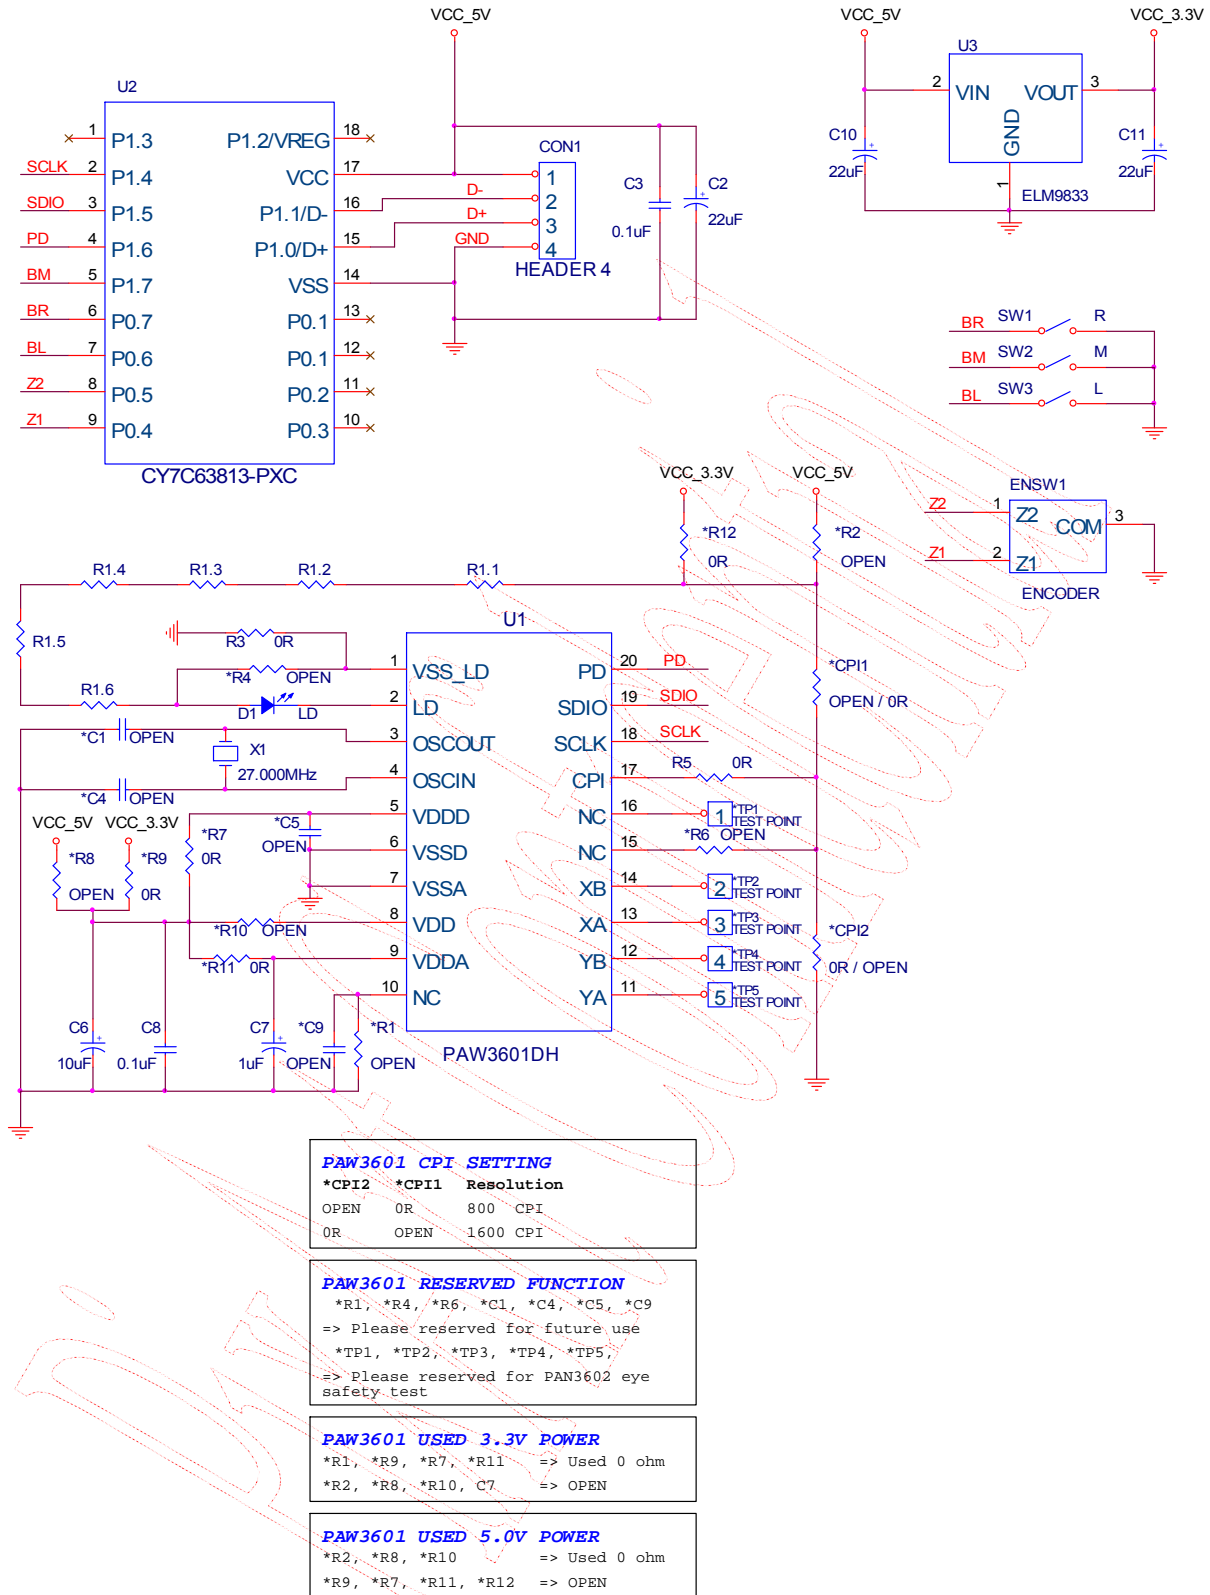 VCC_5V
VCC_5V
VCC_3.3V
U2
U3
1 P1.3
P1.2/VREG 18
SCLK 2 P1.4
VCC 17
SDIO 3 P1.5
P1.1/D- 16
PD 4 P1.6
P1.0/D+ 15
BM 5 P1.7
VSS 14
BR 6 P0.7
P0.1 13
BL 7 P0.6
P0.1 12
Z2 8 P0.5
P0.2 11
Z1 9 P0.4
P0.3 10
CY7C63813-PXC
CON1
1
D- 2
D+ 3
GND 4
HEADER 4
C3
0.1uF
C2
22uF
2 VIN
VOUT 3
GND
1
ELM9833
C10
22uF
C11
22uF
BR SW1 R
BM SW2 M
BL SW3 L
VCC_3.3V
VCC_5V
*R12
0R
*R2
OPEN
ENSW1
Z2 1 Z2
COM 3
Z1 2 Z1
ENCODER
R1.4
R1.3
R1.2
R1.1
R1.5
R1.6
R3 0R
*R4 OPEN
D1 LD
*C1 OPEN
X1
27.000MHz
*C4 OPEN
U1
1 VSS_LD
2 LD
3 OSCOUT
4 OSCIN
5 VDDD
6 VSSD
7 VSSA
8 VDD
9 VDDA
10 NC
PD 20 PD
SDIO 19 SDIO
SCLK 18 SCLK
CPI 17
NC 16
NC 15
XB 14
XA 13
YB 12
YA 11
PAW3601DH
R5 0R
1 *TP1
TEST POINT
*R6 OPEN
2 *TP2
TEST POINT
3 *TP3
TEST POINT
4 *TP4
TEST POINT
5 *TP5
TEST POINT
*CPI1
OPEN / 0R
*CPI2
0R / OPEN
VCC_5V
VCC_3.3V
*R8
OPEN
*R9
0R
*R7
0R
*C5
OPEN
*R10 OPEN
*R11 0R
C6
10uF
C8
0.1uF
C7
1uF
*C9
OPEN
*R1
OPEN
PAW3601 CPI SETTING
*CPI2 *CPI1 Resolution
OPEN 0R 800 CPI
0R OPEN 1600 CPI
PAW3601 RESERVED FUNCTION
*R1, *R4, *R6, *C1, *C4, *C5, *C9
=> Please reserved for future use
*TP1, *TP2, *TP3, *TP4, *TP5,
=> Please reserved for PAN3602 eye
safety test
PAW3601 USED 3.3V POWER
*R1, *R9, *R7, *R11 => Used 0 ohm
*R2, *R8, *R10, C7 => OPEN
PAW3601 USED 5.0V POWER
*R2, *R8, *R10 => Used 0 ohm
*R9, *R7, *R11, *R12 => OPEN